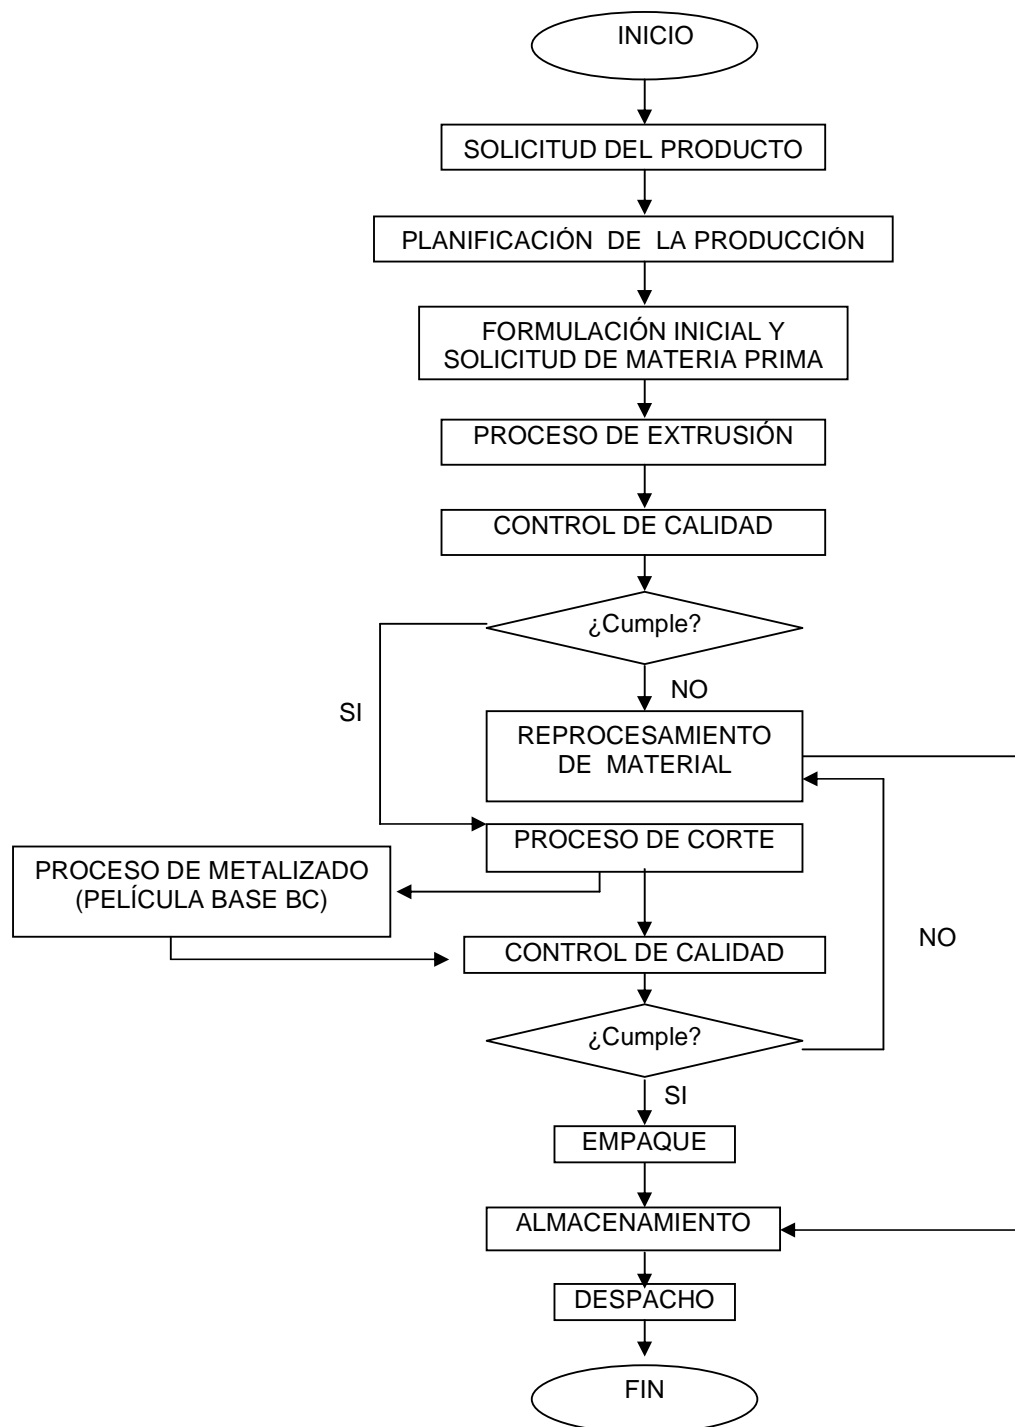 INICIO
SOLICITUD DEL PRODUCTO
PLANIFICACIÓN DE LA PRODUCCIÓN
FORMULACIÓN INICIAL Y
SOLICITUD DE MATERIA PRIMA
PROCESO DE EXTRUSIÓN
CONTROL DE CALIDAD
¿Cumple?
NO
SI
REPROCESAMIENTO
DE MATERIAL
PROCESO DE CORTE
PROCESO DE METALIZADO
(PELÍCULA BASE BC)
NO
CONTROL DE CALIDAD
¿Cumple?
SI
EMPAQUE
ALMACENAMIENTO
DESPACHO
FIN